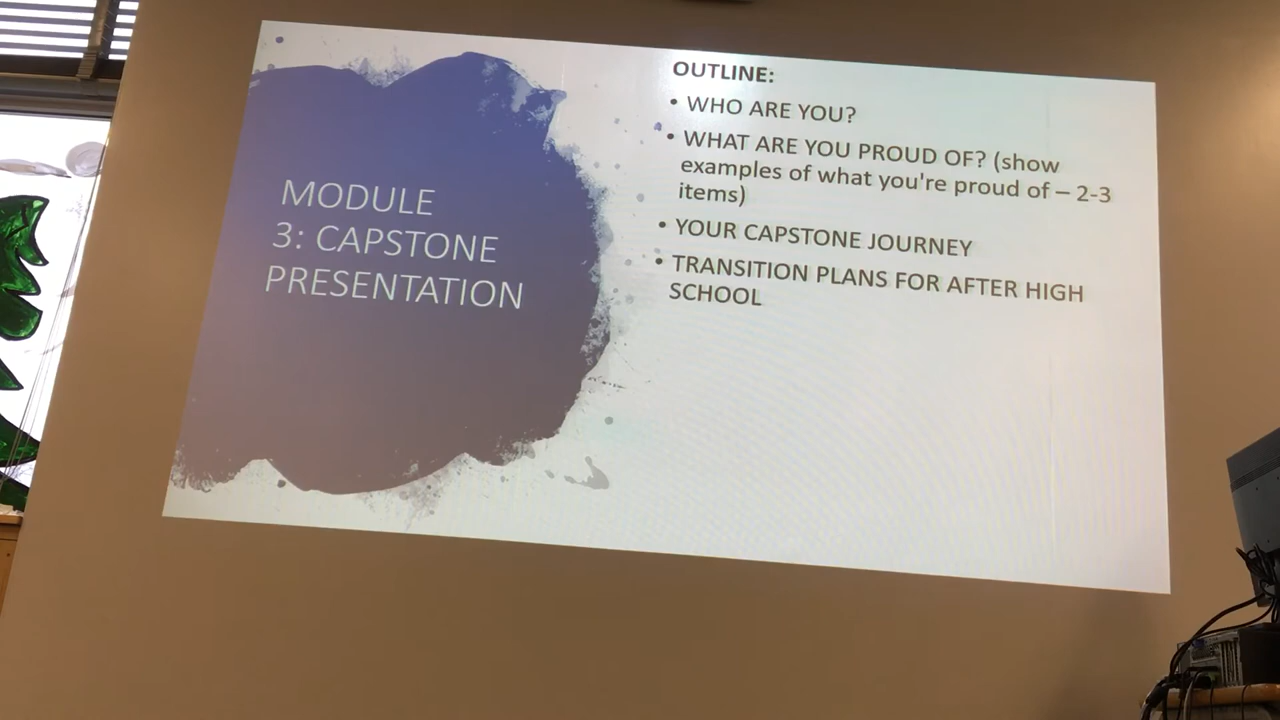 MODULE
3: CAPSTONE
PRESENTATION
OUTLINE:
• WHO ARE YOU?
• WHAT ARE YOU PROUD OF? (show
examples of what you're proud of – 2-3
items)
• YOUR CAPSTONE JOURNEY
• TRANSITION PLANS FOR AFTER HIGH
SCHOOL